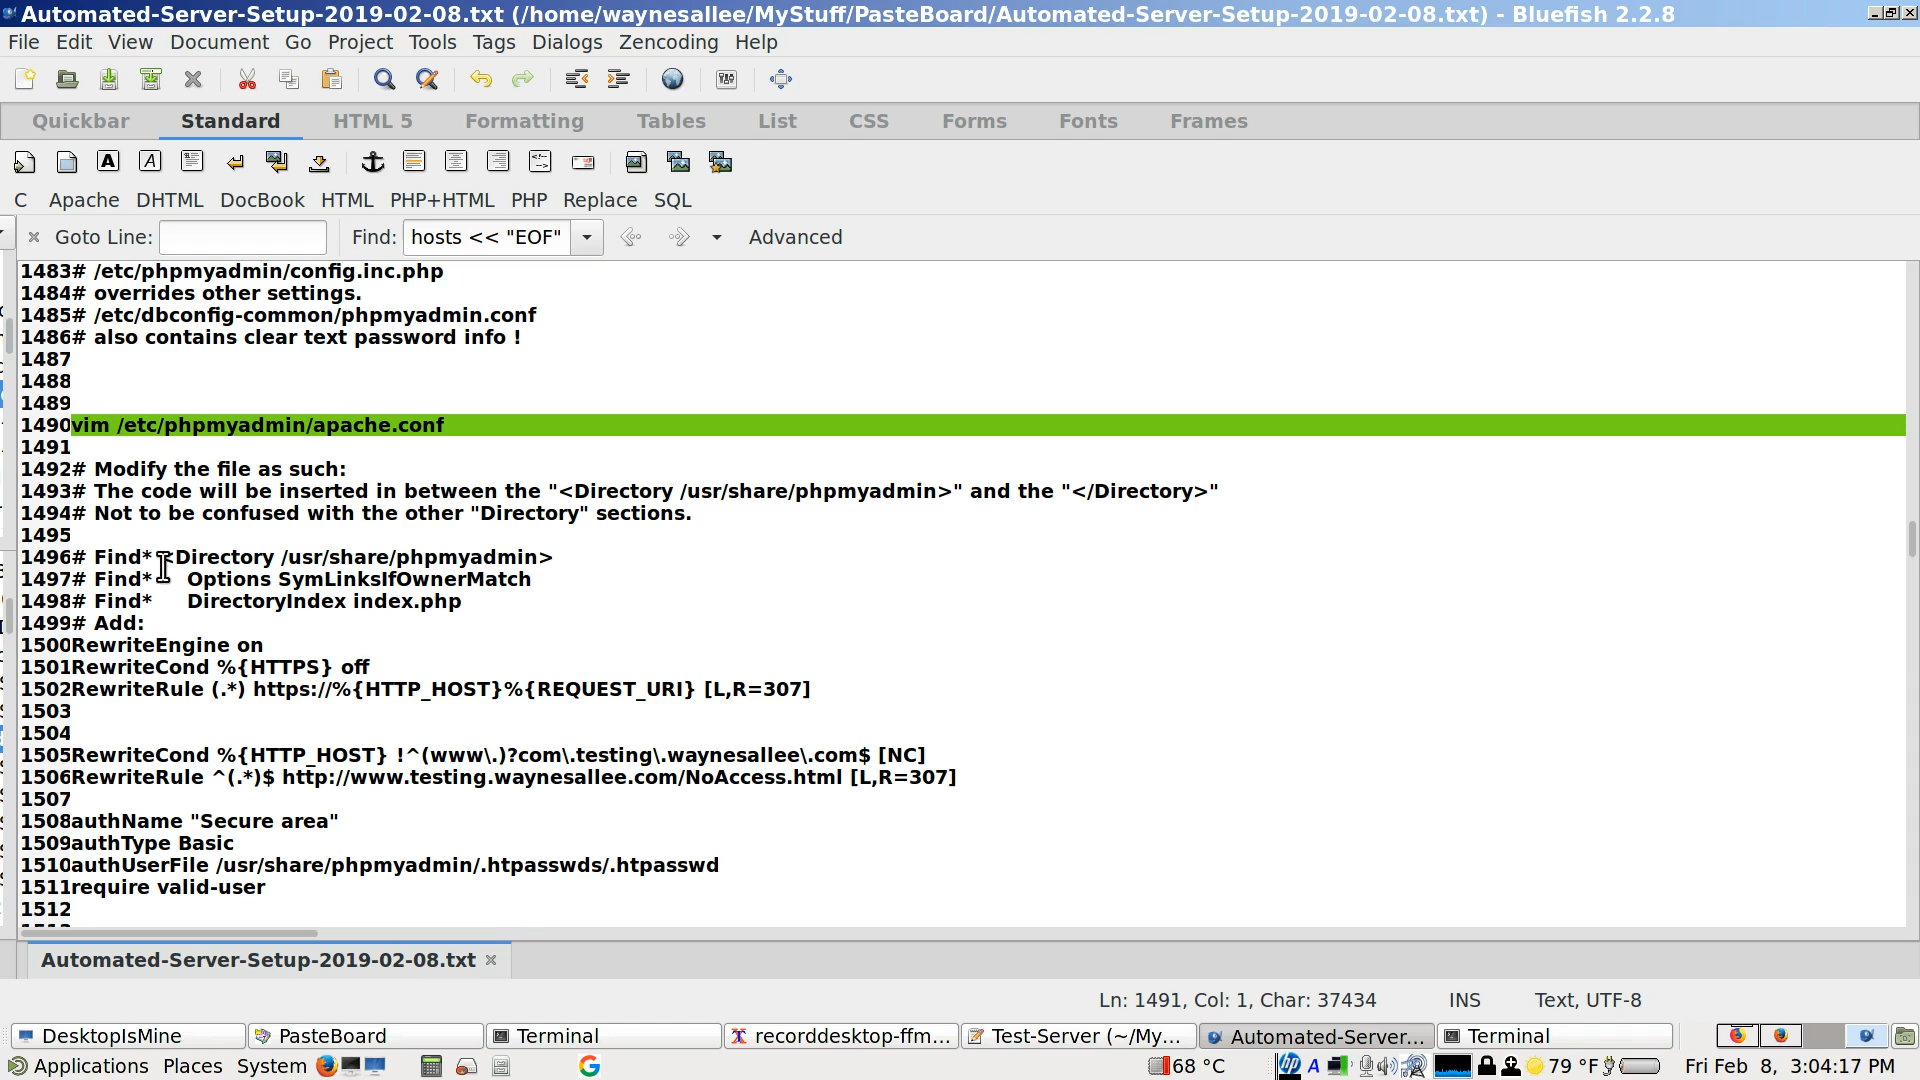 Automated-Server-Setup-2019-02-08.txt (/home/waynesallee/MyStuff/PasteBoard/Automated-Server-Setup-2019-02-08.txt) - Bluefish 2.2.8
File Edit View Document Go Project Tools Tags Dialogs Zencoding Help
Quickbar Standard HTML 5 Formatting Tables List CSS Forms Fonts Frames
C Apache DHTML DocBook HTML PHP+HTML PHP Replace SQL
Goto Line: Find: hosts << "EOF" Advanced
1483# /etc/phpmyadmin/config.inc.php
1484# overrides other settings.
1485# /etc/dbconfig-common/phpmyadmin.conf
1486# also contains clear text password info !
1487
1488
1489
1490vim /etc/phpmyadmin/apache.conf
1491
1492# Modify the file as such:
1493# The code will be inserted in between the "<Directory /usr/share/phpmyadmin>" and the "</Directory>"
1494# Not to be confused with the other "Directory" sections.
1495
1496# Find* <Directory /usr/share/phpmyadmin>
1497# Find* Options SymLinksIfOwnerMatch
1498# Find* DirectoryIndex index.php
1499# Add:
1500RewriteEngine on
1501RewriteCond %{HTTPS} off
1502RewriteRule (.*) https://%{HTTP_HOST}%{REQUEST_URI} [L,R=307]
1503
1504
1505RewriteCond %{HTTP_HOST} !^(www\.)?com\.testing\.waynesallee\.com$ [NC]
1506RewriteRule ^(.*)$ http://www.testing.waynesallee.com/NoAccess.html [L,R=307]
1507
1508authName "Secure area"
1509authType Basic
1510authUserFile /usr/share/phpmyadmin/.htpasswds/.htpasswd
1511require valid-user
1512
Automated-Server-Setup-2019-02-08.txt
Ln: 1491, Col: 1, Char: 37434 INS Text, UTF-8
DesktopIsMine PasteBoard Terminal recorddesktop-ffm... Test-Server (~/My... Automated-Server... Terminal
Applications Places System 68 °C 79 °F Fri Feb 8, 3:04:17 PM